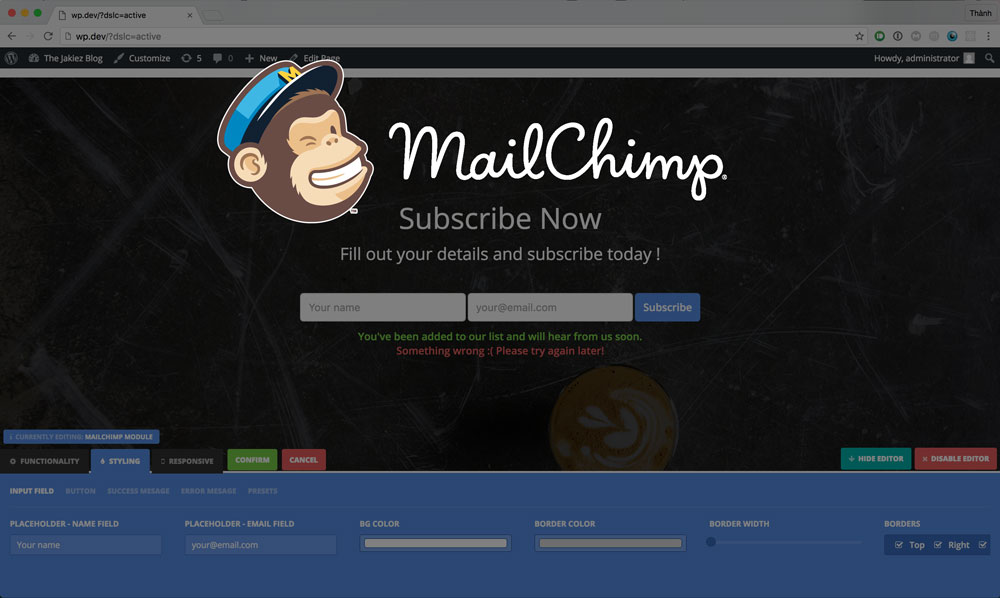 wp.dev/?dslc=active
Thành
wp.dev/?dslc=active
The Jakiez Blog Customize 5 0 New Edit Page Howdy, administrator
MailChimp®
Subscribe Now
Fill out your details and subscribe today !
Your name your@email.com Subscribe
You've been added to our list and will hear from us soon.
Something wrong :( Please try again later!
CURRENTLY EDITING: MAILCHIMP MODULE
FUNCTIONALITY STYLING RESPONSIVE CONFIRM CANCEL HIDE EDITOR DISABLE EDITOR
INPUT FIELD BUTTON SUCCESS MESAGE ERROR MESAGE PRESETS
PLACEHOLDER - NAME FIELD PLACEHOLDER - EMAIL FIELD BG COLOR BORDER COLOR BORDER WIDTH BORDERS
Your name your@email.com Top Right